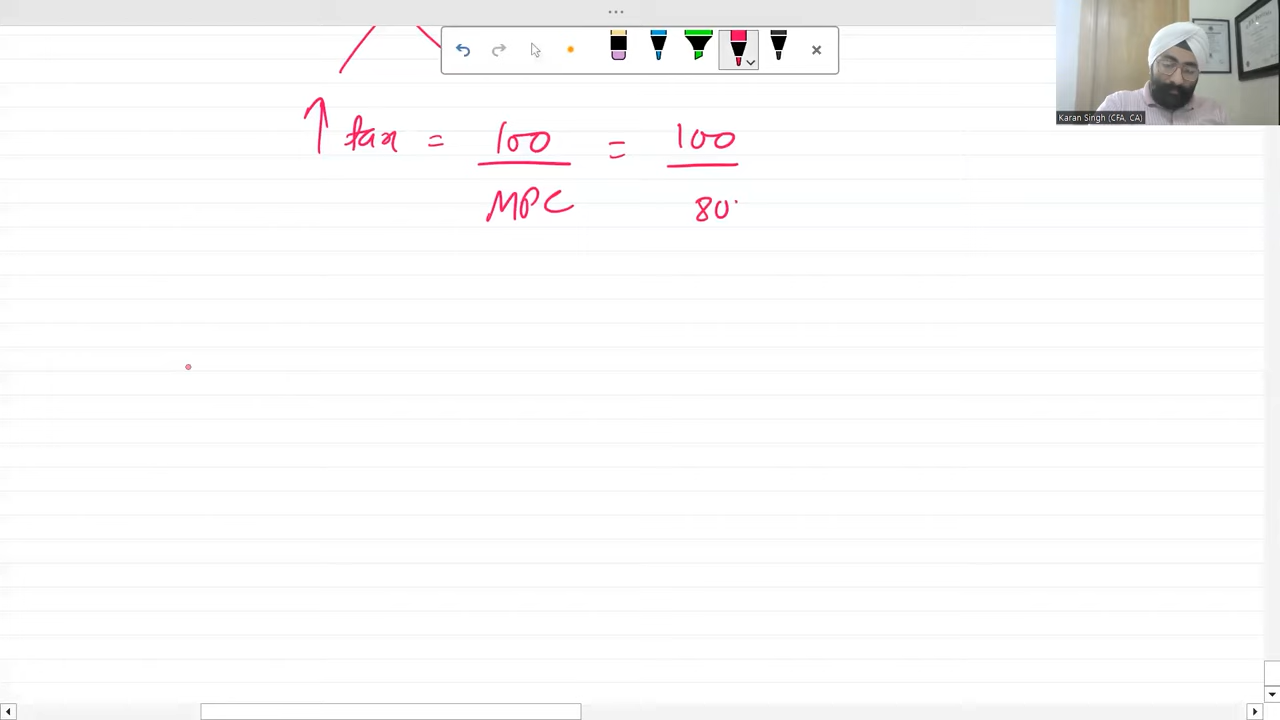 Karan Singh (CFA, CA)
↑ tax = 100 / MPC = 100 / 80